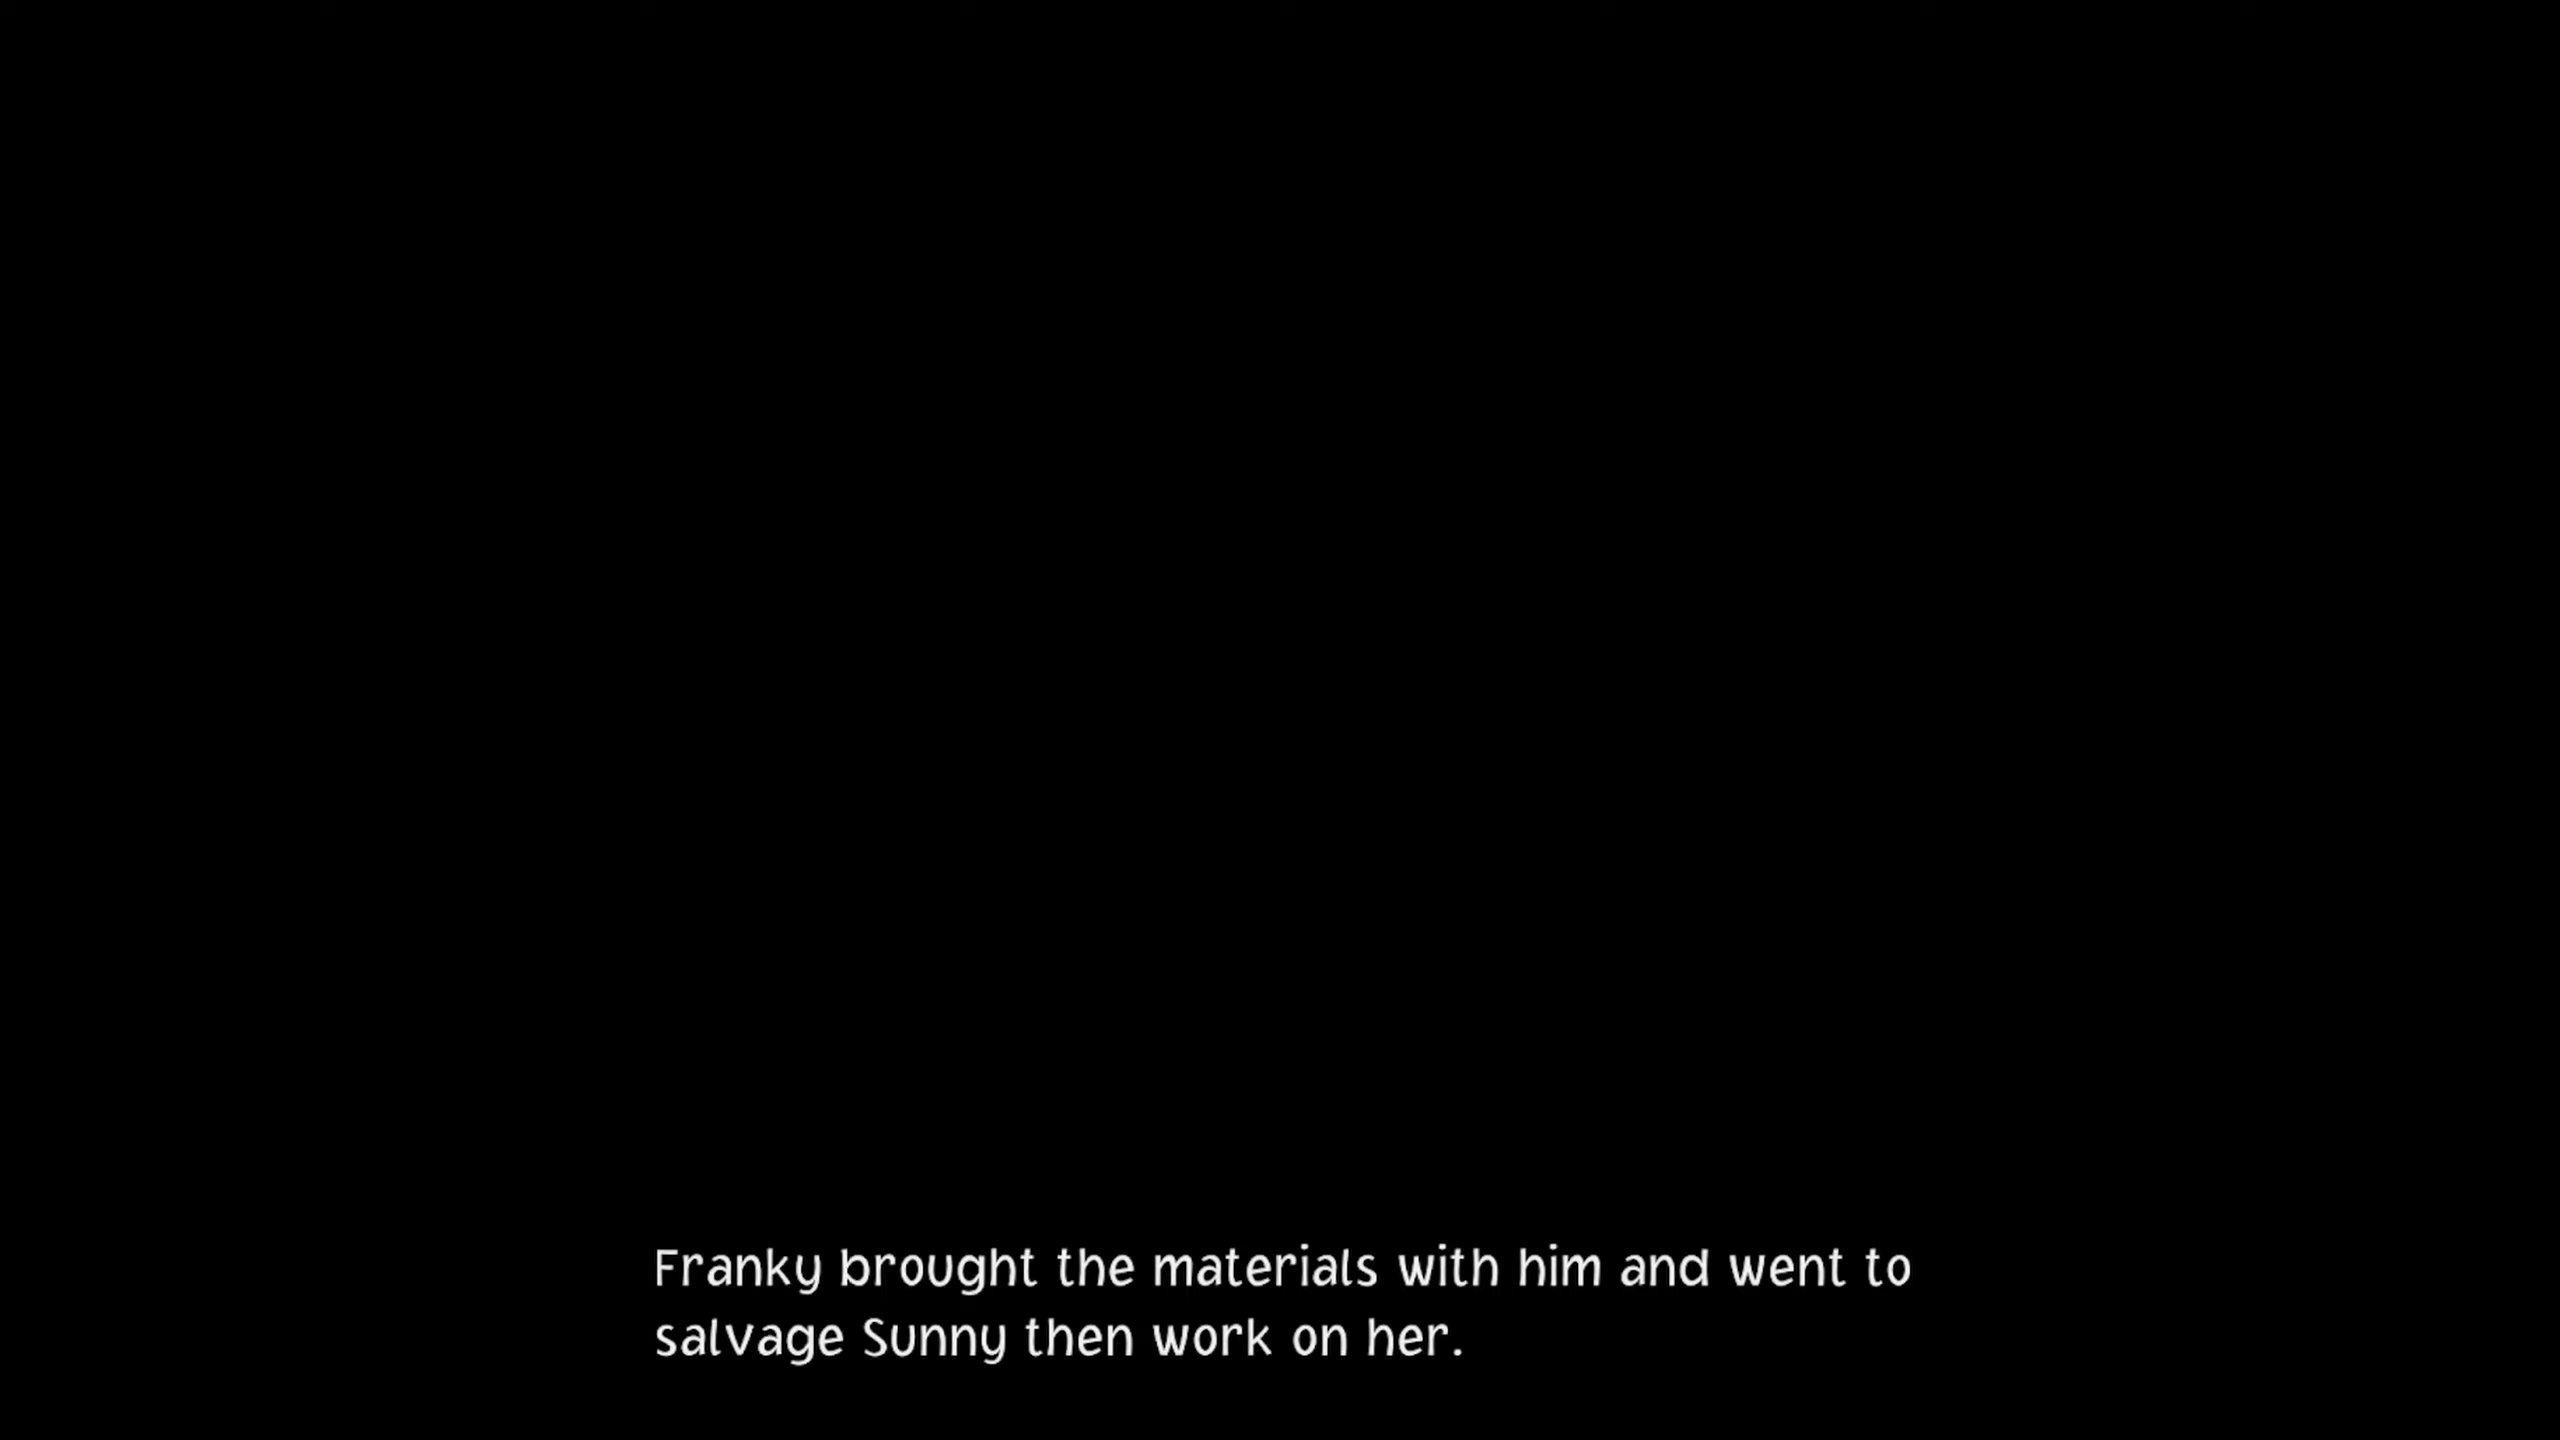 Franky brought the materials with him and went to
salvage Sunny then work on her.